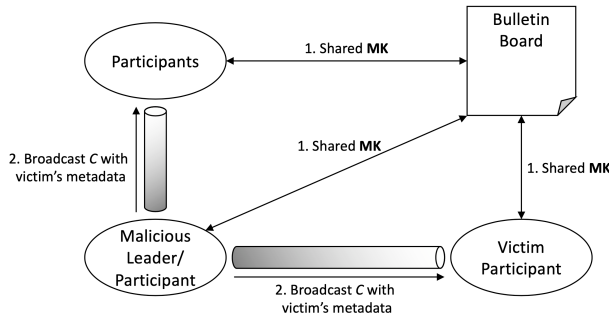 Bulletin
Board
1. Shared MK
Participants
1. Shared MK
2. Broadcast C with
victim's metadata
1. Shared MK
Malicious
Leader/
Participant
Victim
Participant
2. Broadcast C with
victim's metadata